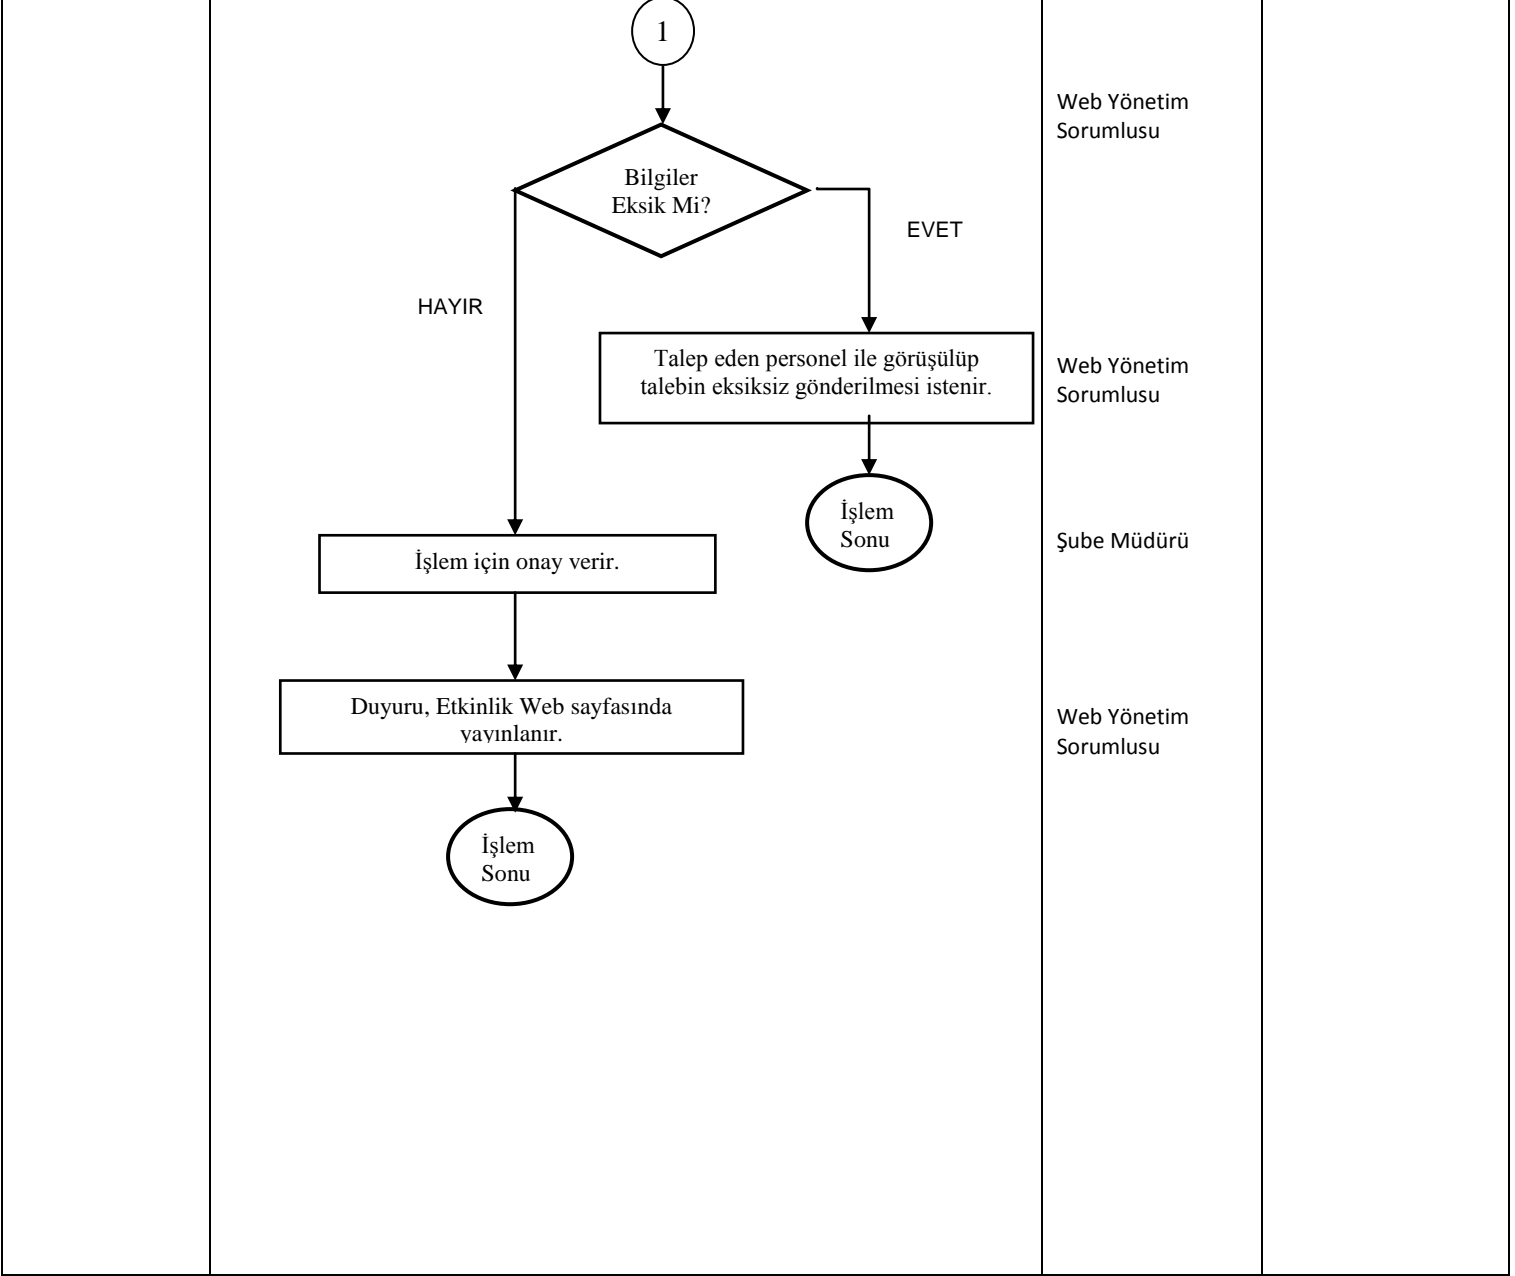 1
Web Yönetim
Sorumlusu
Bilgiler
Eksik Mi?
EVET
HAYIR
Talep eden personel ile görüşülüp
talebin eksiksiz gönderilmesi istenir.
Web Yönetim
Sorumlusu
İşlem
Sonu
Şube Müdürü
İşlem için onay verir.
Duyuru, Etkinlik Web sayfasında
yayınlanır.
Web Yönetim
Sorumlusu
İşlem
Sonu